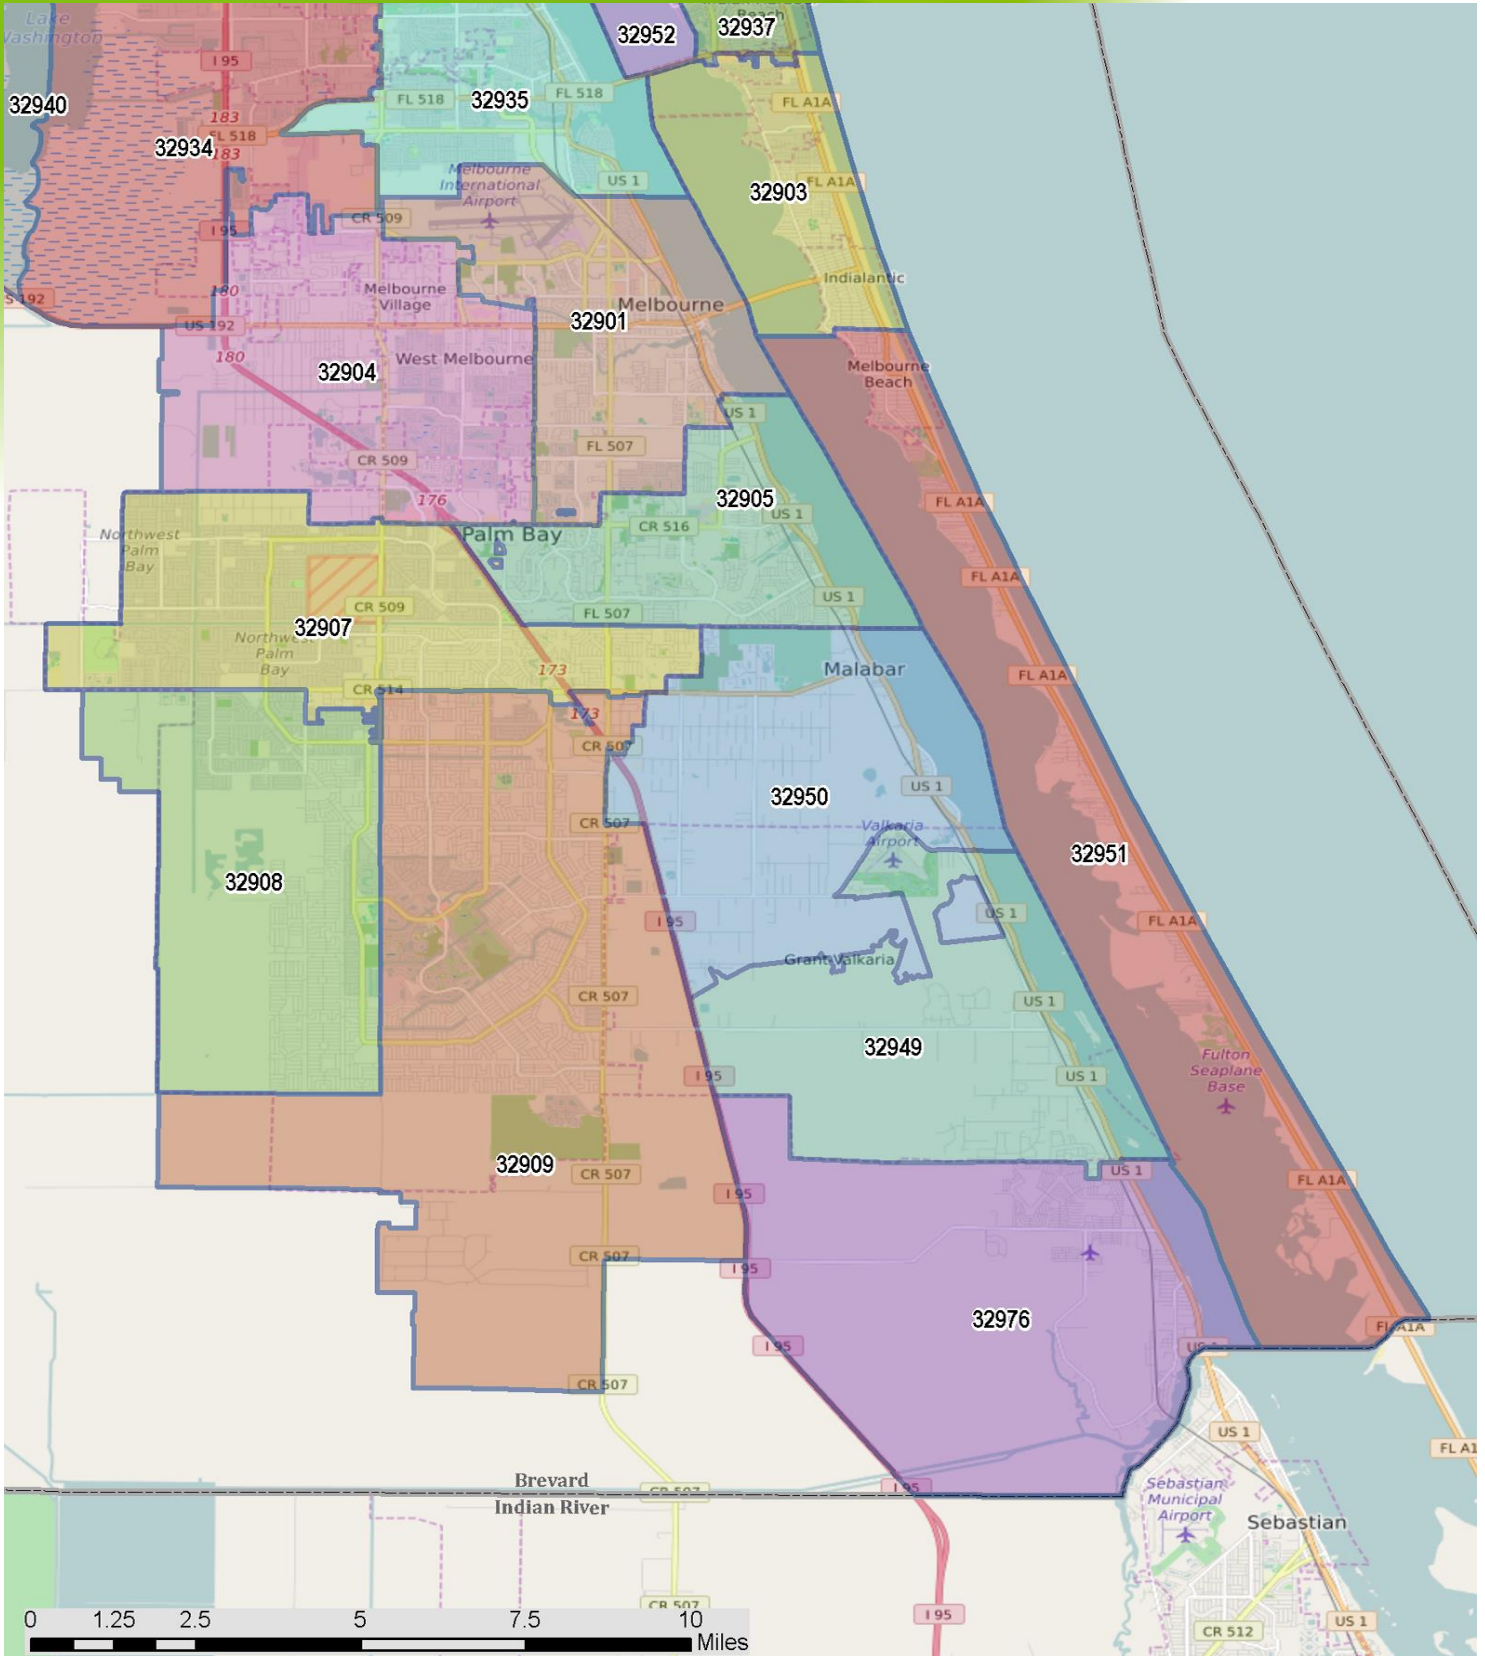 Lake
Washington
32952
Beach
32937
I 95
32940
FL 518
32935
FL 518
FL A1A
183
FL 518
32934
183
Melbourne
International
Airport
US 1
FL A1A
32903
CR 509
I 95
Indialantic
180
Melbourne
Village
Melbourne
32901
US 192
US 192
180
West Melbourne
32904
Melbourne
Beach
US 1
FL 507
CR 509
176
32905
FL A1A
US 1
CR 516
Palm Bay
Northwest
Palm
Bay
FL A1A
US 1
CR 509
FL 507
32907
Northwest
Palm
Bay
173
Malabar
FL A1A
CR 514
173
CR 507
US 1
32950
CR 507
Valkaria
Airport
32951
32908
I 95
US 1
FL A1A
Grant-Valkaria
CR 507
US 1
32949
I 95
US 1
Fulton
Seaplane
Base
32909
CR 507
US 1
I 95
FL A1A
CR 507
I 95
32976
FL A1A
I 95
US 1
CR 507
US 1
FL A1
Brevard
Indian River
CR 507
I 95
Sebastian
Municipal
Airport
Sebastian
CR 507
I 95
US 1
CR 512
0 1.25 2.5 5 7.5 10
Miles